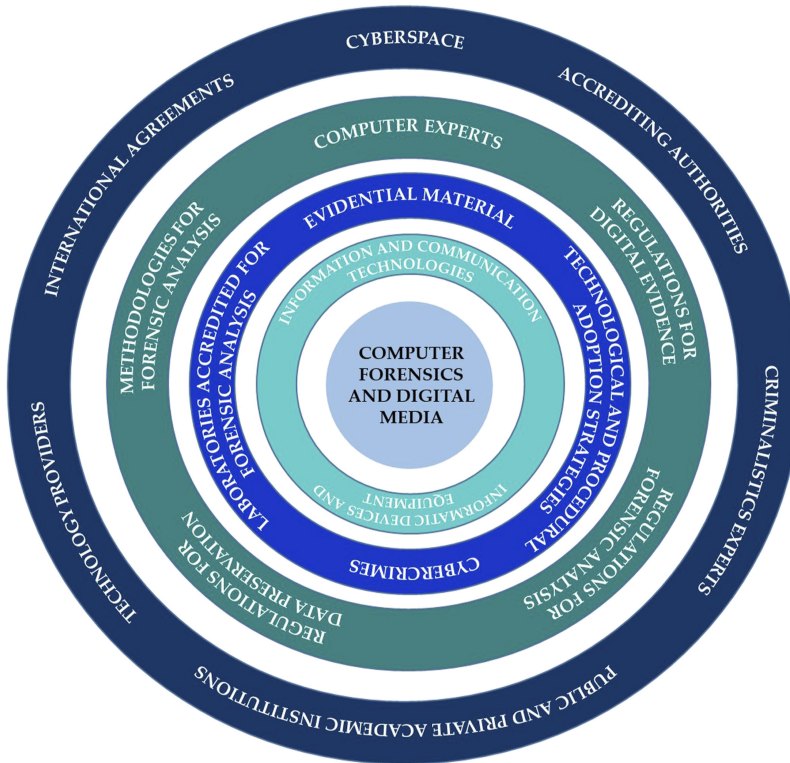 CYBERSPACE
ACCREDITING AUTHORITIES
CRIMINALISTICS EXPERTS
PUBLIC AND PRIVATE ACADEMIC INSTITUTIONS
TECHNOLOGY PROVIDERS
INTERNATIONAL AGREEMENTS
COMPUTER EXPERTS
REGULATIONS FOR
DIGITAL EVIDENCE
REGULATIONS FOR
FORENSIC ANALYSIS
REGULATIONS FOR
DATA PRESERVATION
METHODOLOGIES FOR
FORENSIC ANALYSIS
EVIDENTIAL MATERIAL
TECHNOLOGICAL AND PROCEDURAL
ADOPTION STRATEGIES
CYBERCRIMES
LABORATORIES ACCREDITED FOR
FORENSIC ANALYSIS
INFORMATION AND COMMUNICATION
TECHNOLOGIES
INFORMATIC DEVICES AND
EQUIPMENT
COMPUTER
FORENSICS
AND DIGITAL
MEDIA